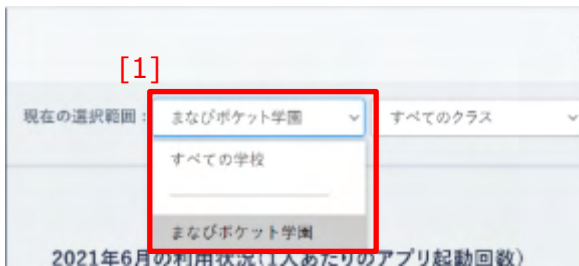 [1]
現在の選択範囲： まなびポケット学園 すべてのクラス
すべての学校
まなびポケット学園
2021年6月の利用状況(1人あたりのアプリ起動回数)